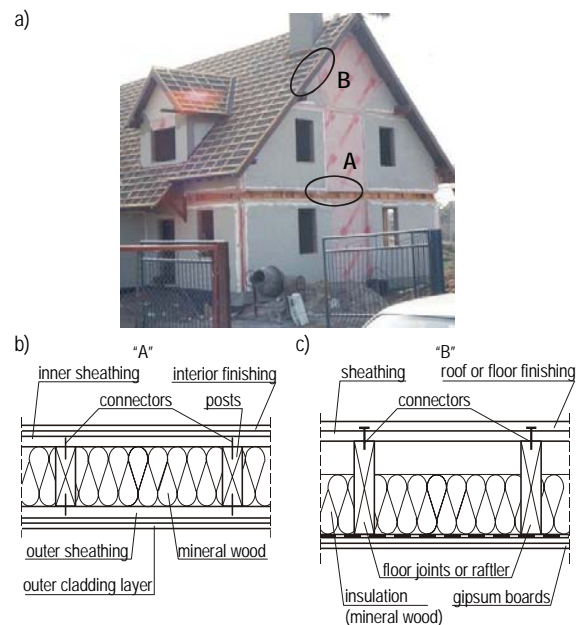 a)
B
A
b)
"A"
inner sheathing
interior finishing
connectors
posts
outer sheathing
mineral wood
outer cladding layer
c)
"B"
sheathing
roof or floor finishing
connectors
floor joints or raftler
insulation
(mineral wood)
gipsum boards